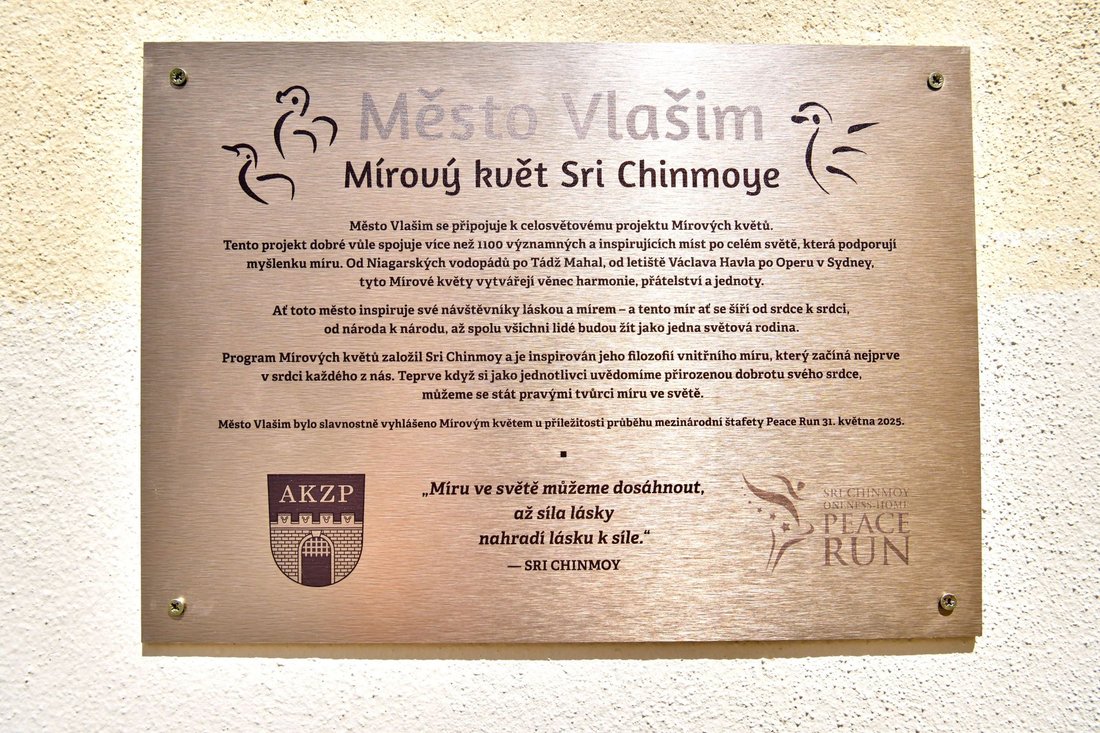 Město Vlašim
Mírový květ Sri Chinmoye
Město Vlašim se připojuje k celosvětovému projektu Mírových květů.
Tento projekt dobré vůle spojuje více než 1100 významných a inspirujících míst po celém světě, která podporují
myšlenku míru. Od Niagarských vodopádů po Tádž Mahal, od letiště Václava Havla po Operu v Sydney,
tyto Mírové květy vytvářejí věnec harmonie, přátelství a jednoty.
Ať toto město inspiruje své návštěvníky láskou a mírem – a tento mír ať se šíří od srdce k srdci,
od národa k národu, až spolu všichni lidé budou žít jako jedna světová rodina.
Program Mírových květů založil Sri Chinmoy a je inspirován jeho filozofií vnitřního míru, který začíná nejprve
v srdci každého z nás. Teprve když si jako jednotlivci uvědomíme přirozenou dobrotu svého srdce,
můžeme se stát pravými tvůrci míru ve světě.
Město Vlašim bylo slavnostně vyhlášeno Mírovým květem u příležitosti průběhu mezinárodní štafety Peace Run 31. května 2025.
AKZP
„Míru ve světě můžeme dosáhnout,
až síla lásky
nahradí lásku k síle.“
— SRI CHINMOY
SRI CHINMOY
ONENESS-HOME
PEACE
RUN